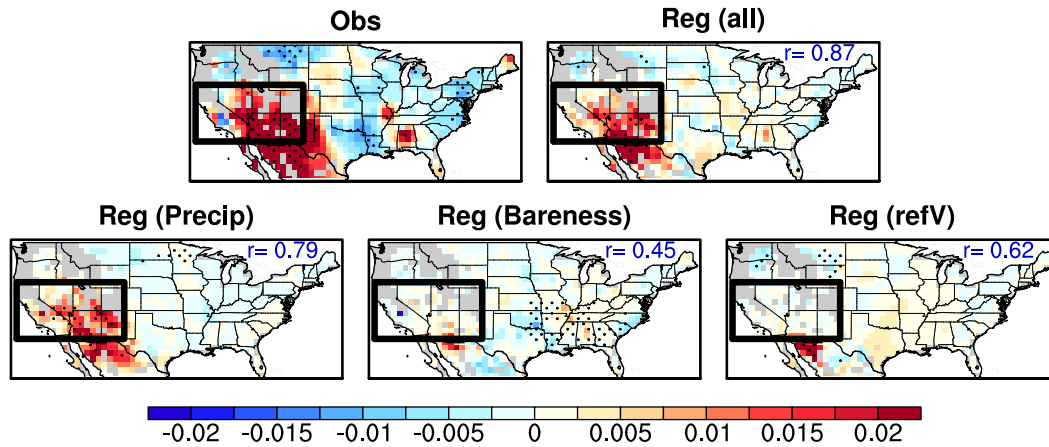 Obs
Reg (all)
r= 0.87
Reg (Precip)
Reg (Bareness)
Reg (refV)
r= 0.79
r= 0.45
r= 0.62
-0.02 -0.015 -0.01 -0.005 0 0.005 0.01 0.015 0.02